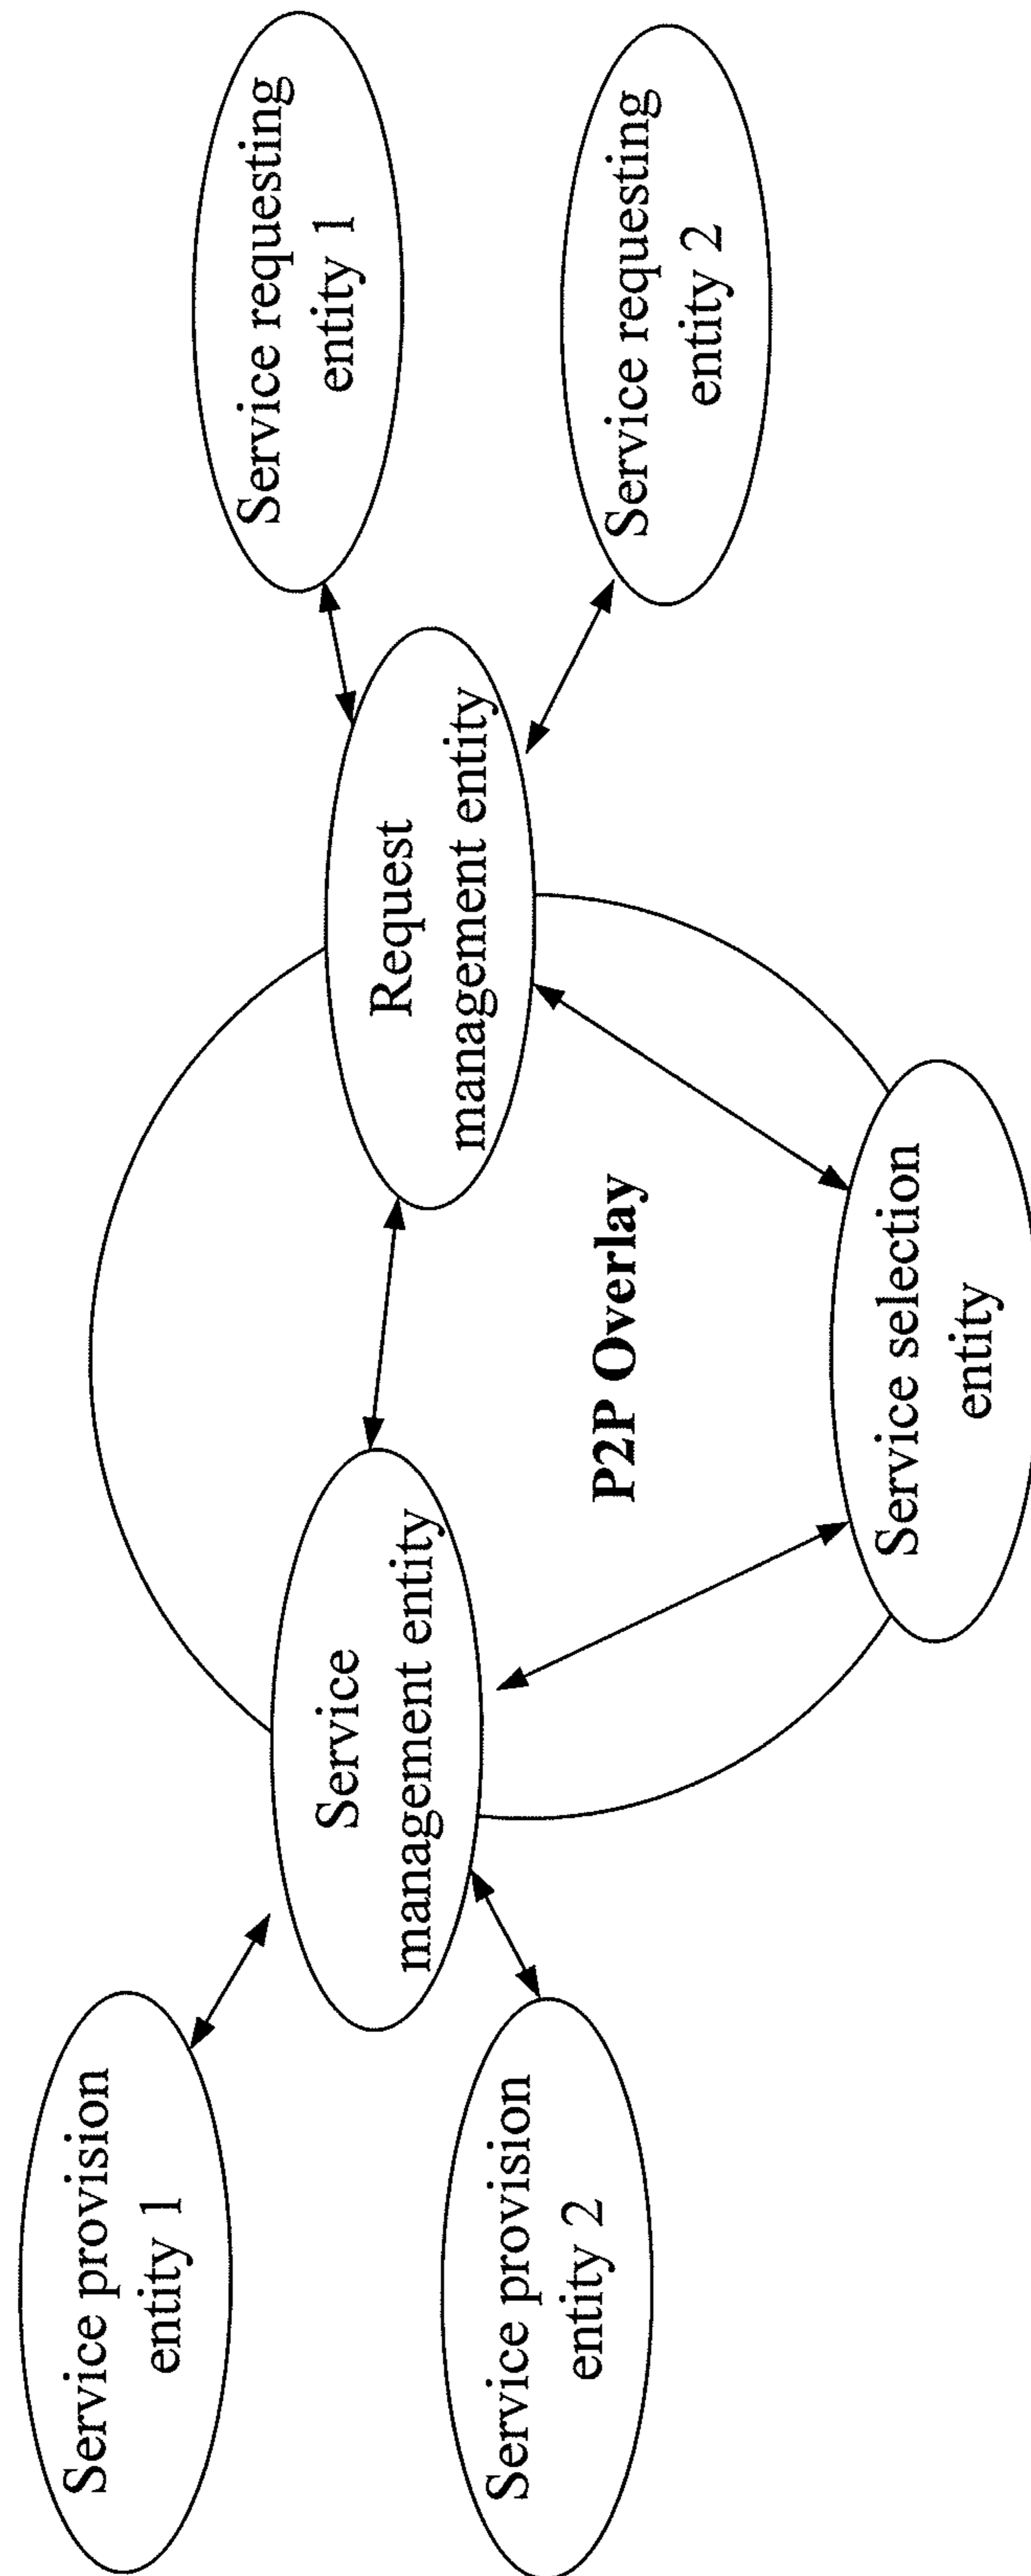 Service provision
entity 1
Service provision
entity 2
Service
management entity
Request
management entity
P2P Overlay
Service selection
entity
Service requesting
entity 1
Service requesting
entity 2